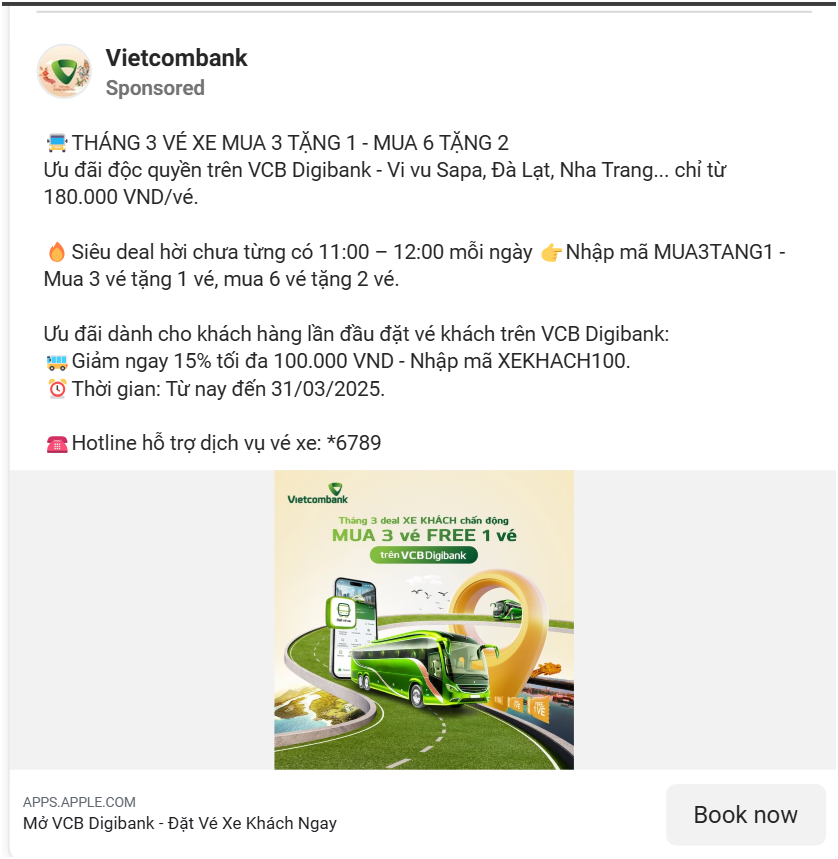 Vietcombank
Sponsored
🚍THÁNG 3 VÉ XE MUA 3 TẶNG 1 - MUA 6 TẶNG 2
Ưu đãi độc quyền trên VCB Digibank - Vi vu Sapa, Đà Lạt, Nha Trang... chỉ từ
180.000 VND/vé.
🔥Siêu deal hời chưa từng có 11:00 – 12:00 mỗi ngày 👉Nhập mã MUA3TANG1 -
Mua 3 vé tặng 1 vé, mua 6 vé tặng 2 vé.
Ưu đãi dành cho khách hàng lần đầu đặt vé khách trên VCB Digibank:
🚌Giảm ngay 15% tối đa 100.000 VND - Nhập mã XEKHACH100.
⏰Thời gian: Từ nay đến 31/03/2025.
☎️Hotline hỗ trợ dịch vụ vé xe: *6789
Vietcombank
Tháng 3 deal XE KHÁCH chấn động
MUA 3 vé FREE 1 vé
trên VCBDigibank
FREE
1 VÉ
APPS.APPLE.COM
Mở VCB Digibank - Đặt Vé Xe Khách Ngay
Book now